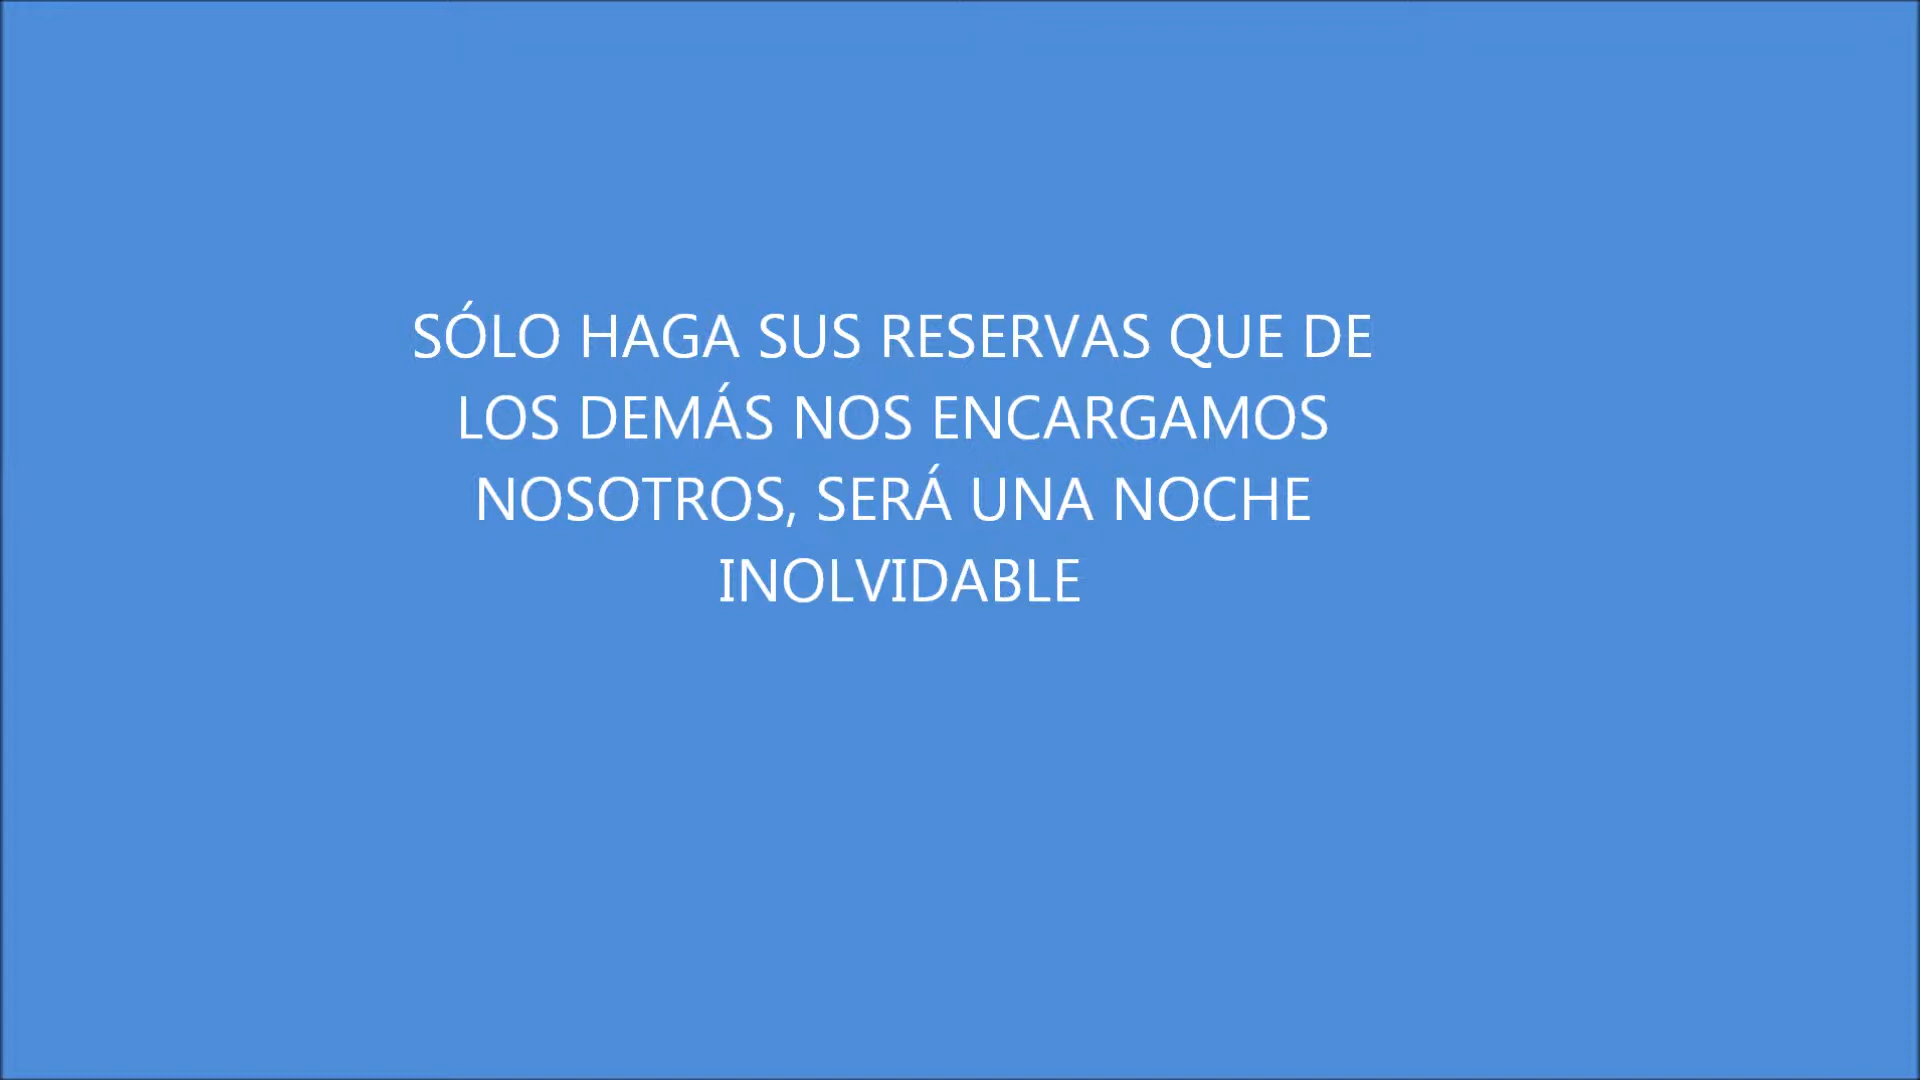 SÓLO HAGA SUS RESERVAS QUE DE
LOS DEMÁS NOS ENCARGAMOS
NOSOTROS, SERÁ UNA NOCHE
INOLVIDABLE